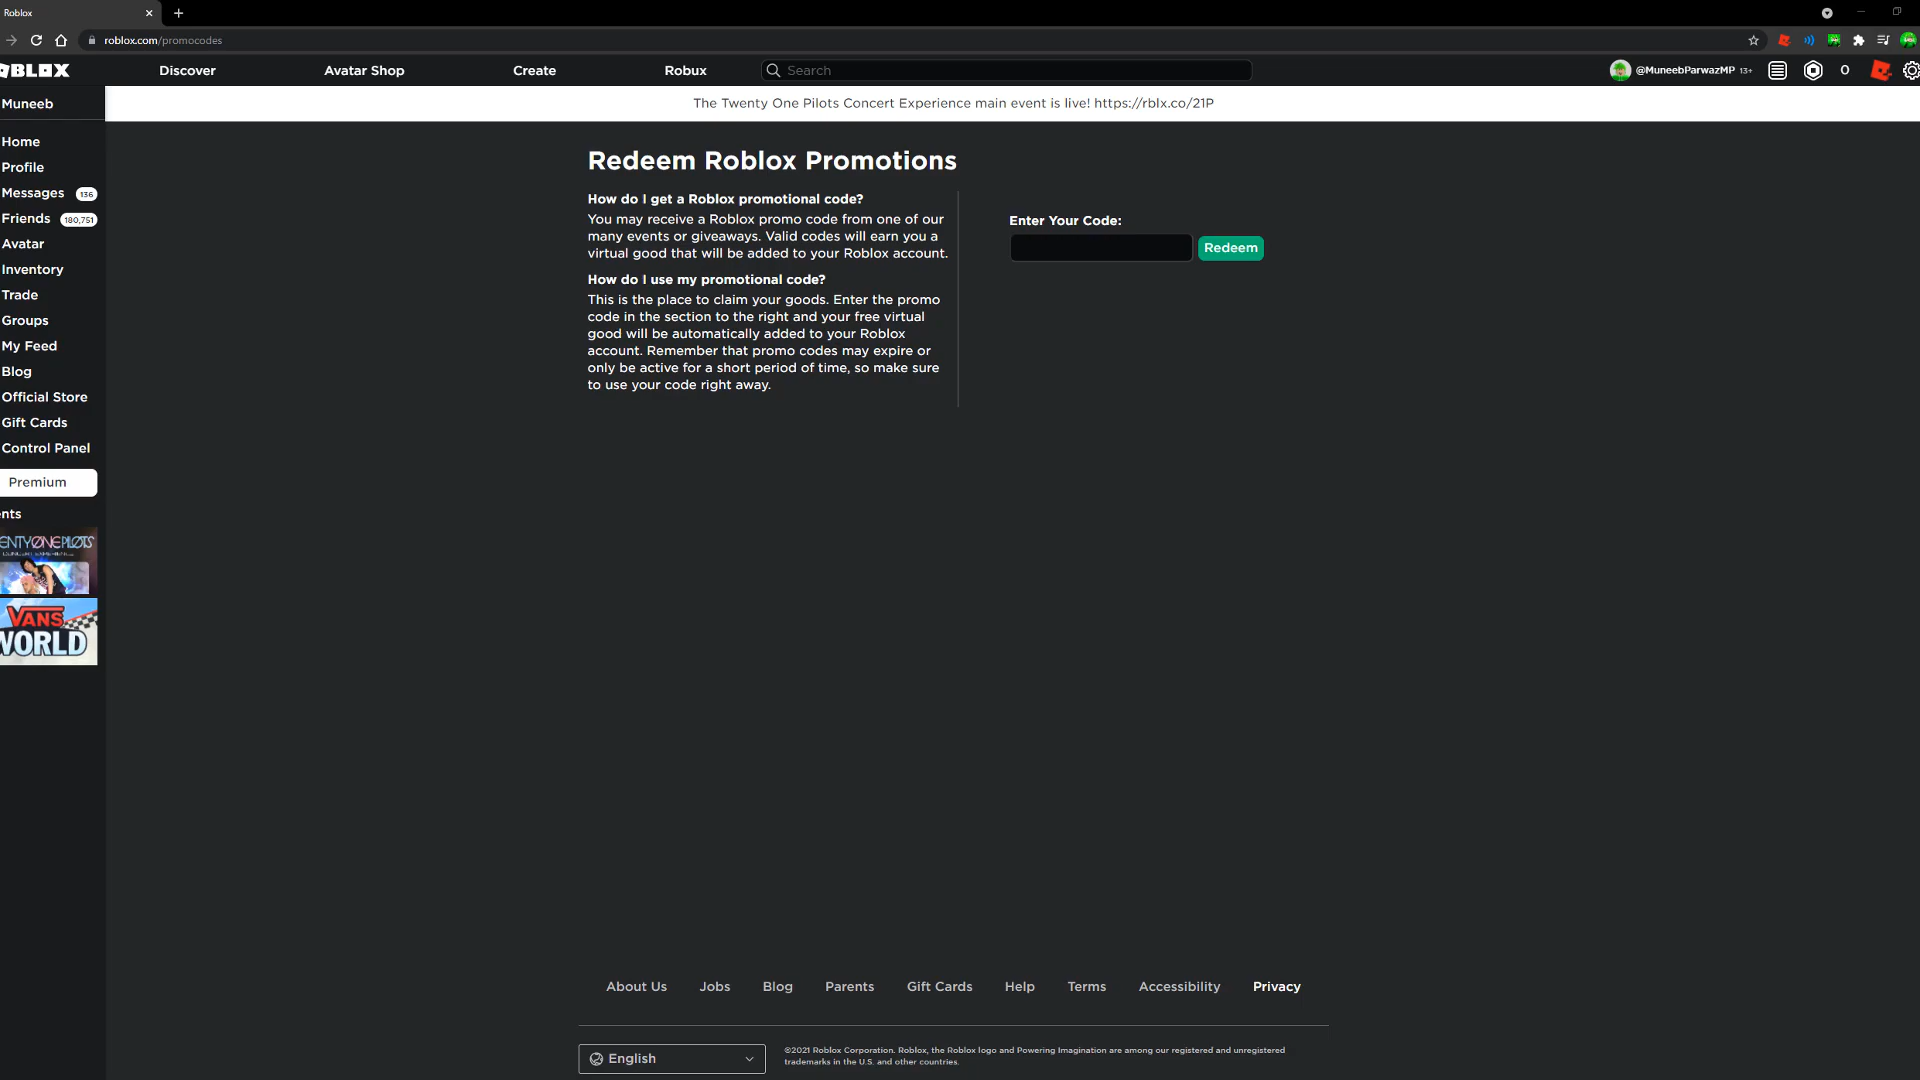 Roblox
roblox.com/promocodes
Discover
Avatar Shop
Create
Robux
Search
@MuneebParwazMP 13+
0
Muneeb
The Twenty One Pilots Concert Experience main event is live! https://rblx.co/21P
Home
Profile
Messages 136
Friends 180,751
Avatar
Inventory
Trade
Groups
My Feed
Blog
Official Store
Gift Cards
Control Panel
Premium
nts
ENTY ONE PILOTS
VANS
WORLD
Redeem Roblox Promotions
How do I get a Roblox promotional code?
You may receive a Roblox promo code from one of our
many events or giveaways. Valid codes will earn you a
virtual good that will be added to your Roblox account.
How do I use my promotional code?
This is the place to claim your goods. Enter the promo
code in the section to the right and your free virtual
good will be automatically added to your Roblox
account. Remember that promo codes may expire or
only be active for a short period of time, so make sure
to use your code right away.
Enter Your Code:
Redeem
About Us
Jobs
Blog
Parents
Gift Cards
Help
Terms
Accessibility
Privacy
English
©2021 Roblox Corporation. Roblox, the Roblox logo and Powering Imagination are among our registered and unregistered
trademarks in the U.S. and other countries.